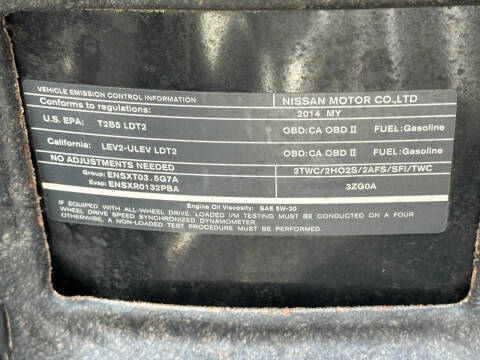 VEHICLE EMISSION CONTROL INFORMATION NISSAN MOTOR CO.,LTD
Conforms to regulations: 2014 MY
U.S. EPA: T2B5 LDT2 OBD:CA OBD II FUEL:Gasoline
California: LEV2-ULEV LDT2 OBD:CA OBD II FUEL:Gasoline
NO ADJUSTMENTS NEEDED 2TWC/2HO2S/2AFS/SFI/TWC
Group: ENSXT03.5G7A
Evap: ENSXR0132PBA 3ZG0A
Engine Oil Viscosity: SAE 5W-30
IF EQUIPPED WITH ALL-WHEEL DRIVE, LOADED I/M TESTING MUST BE CONDUCTED ON A FOUR
WHEEL DRIVE SPEED SYNCHRONIZED DYNAMOMETER.
OTHERWISE, A NON-LOADED TEST PROCEDURE MUST BE CONDUCTED.